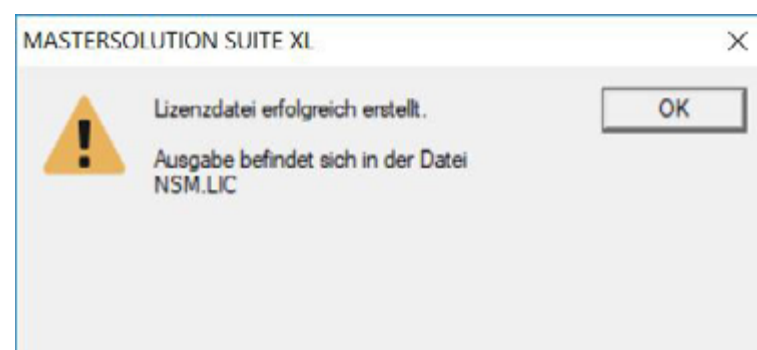 MASTERSOLUTION SUITE XL
Lizenzdatei erfolgreich erstellt.
OK
Ausgabe befindet sich in der Datei
NSM.LIC